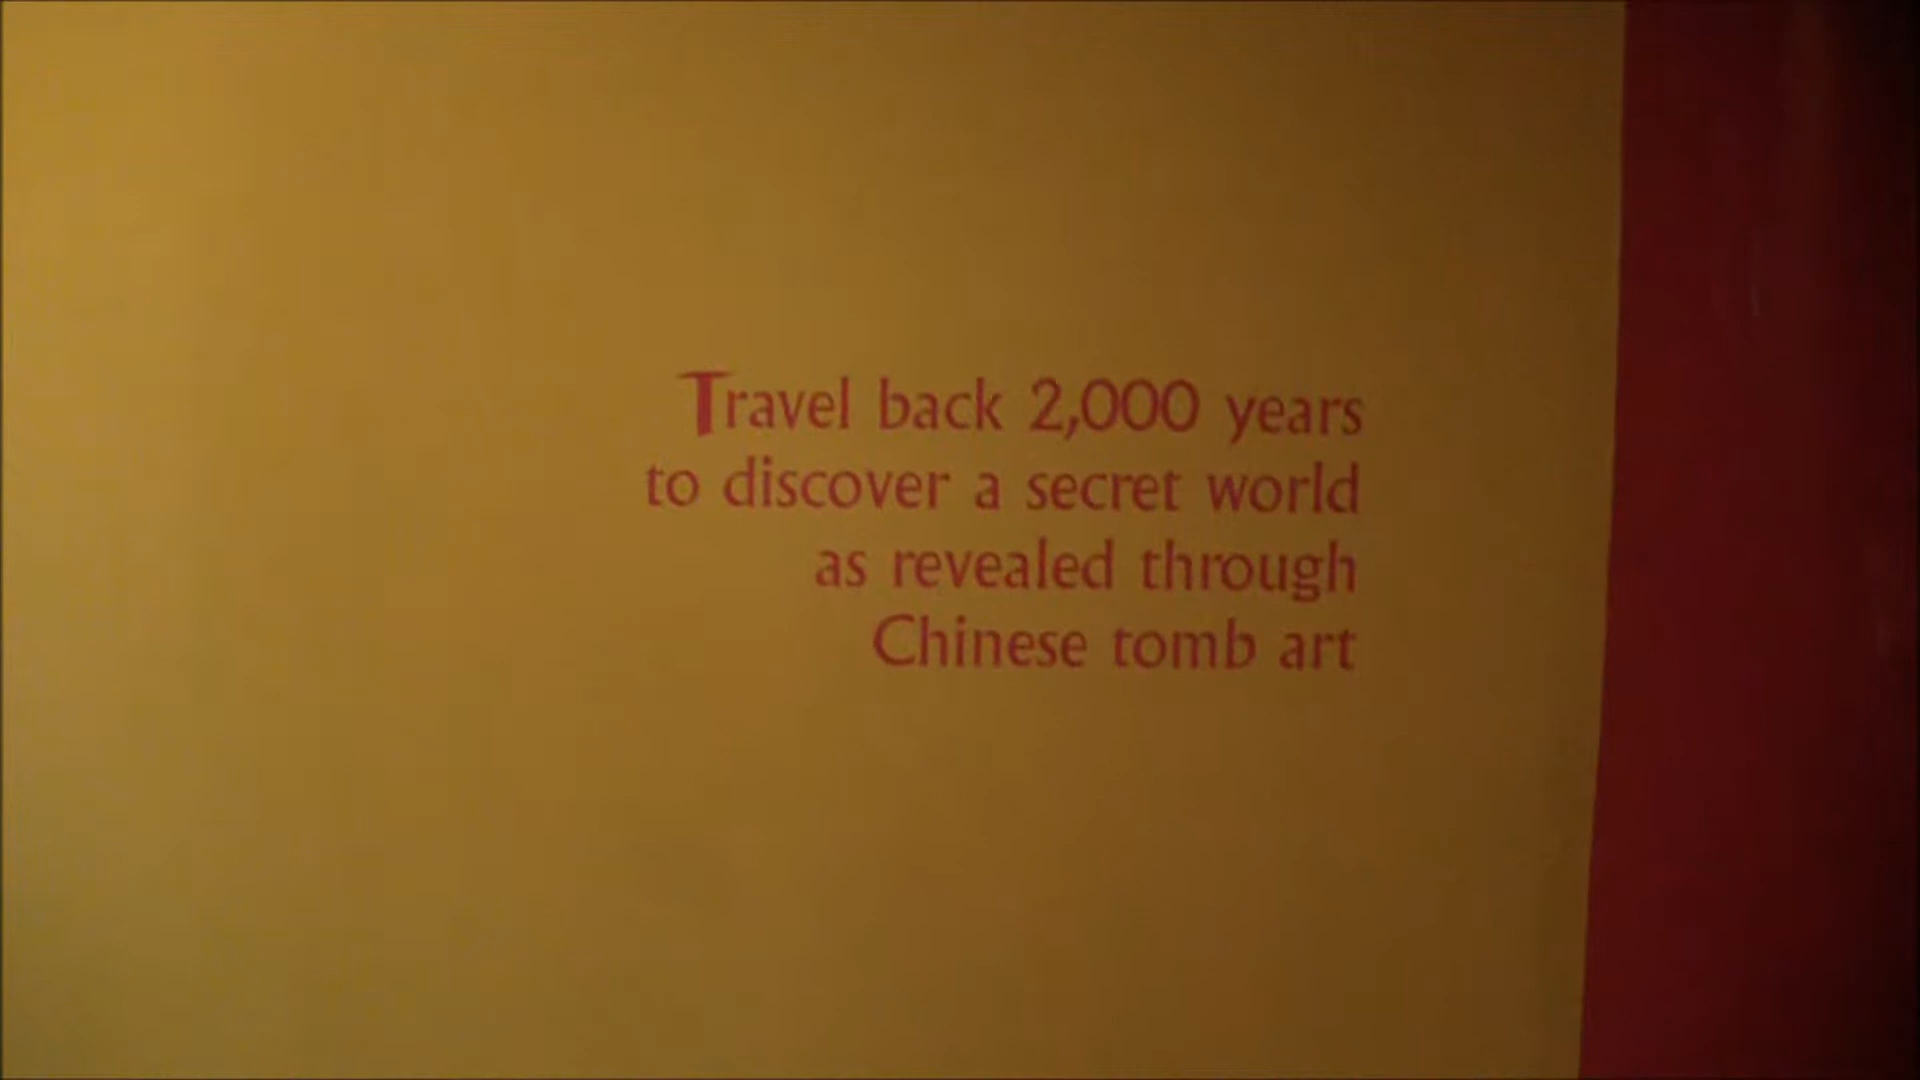 Travel back 2,000 years
to discover a secret world
as revealed through
Chinese tomb art